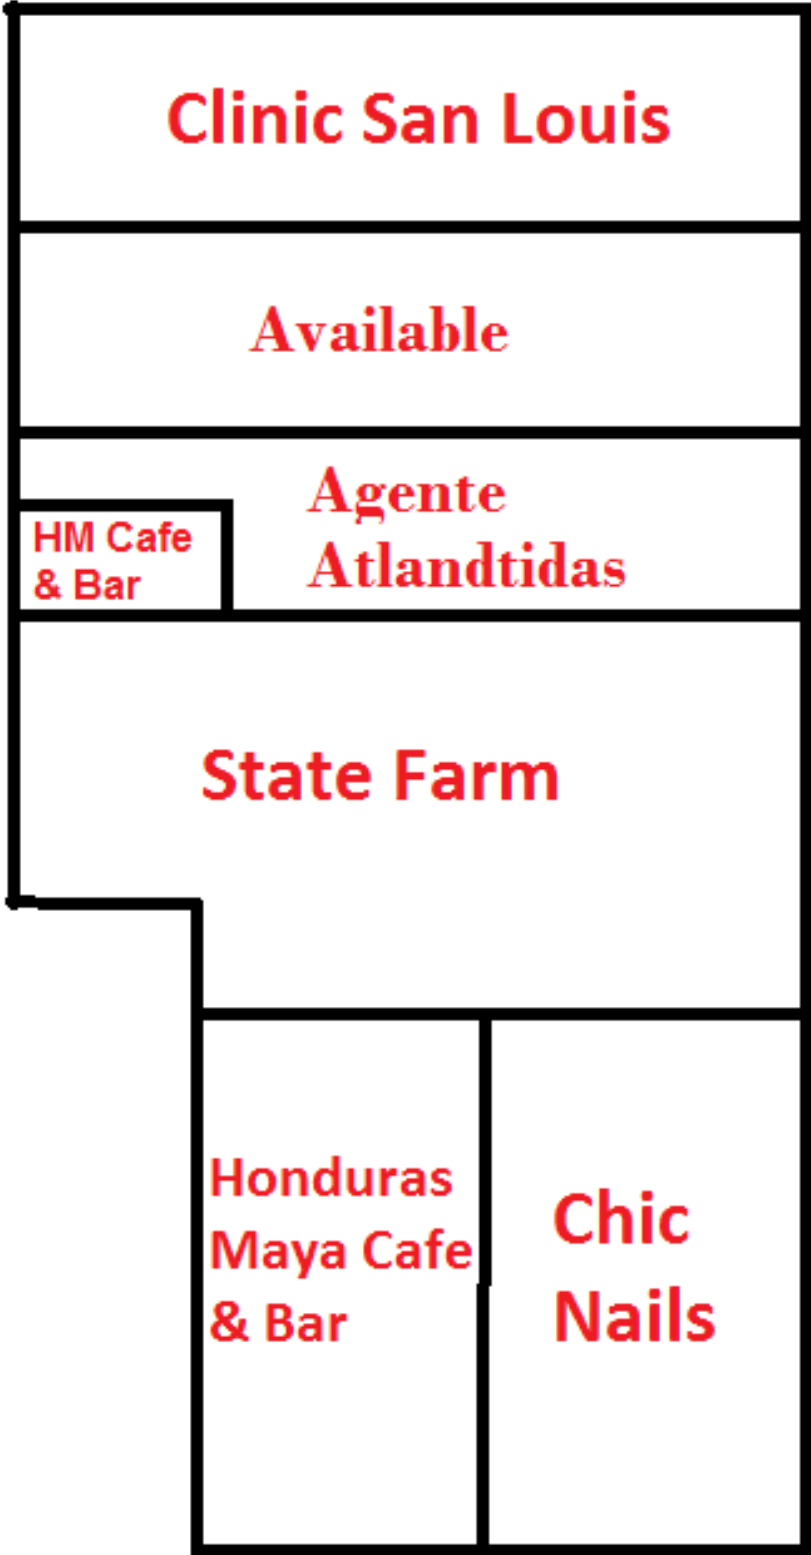 Clinic San Louis
Available
Agente
Atlandtidas
HM Cafe
& Bar
State Farm
Honduras
Maya Cafe
& Bar
Chic
Nails